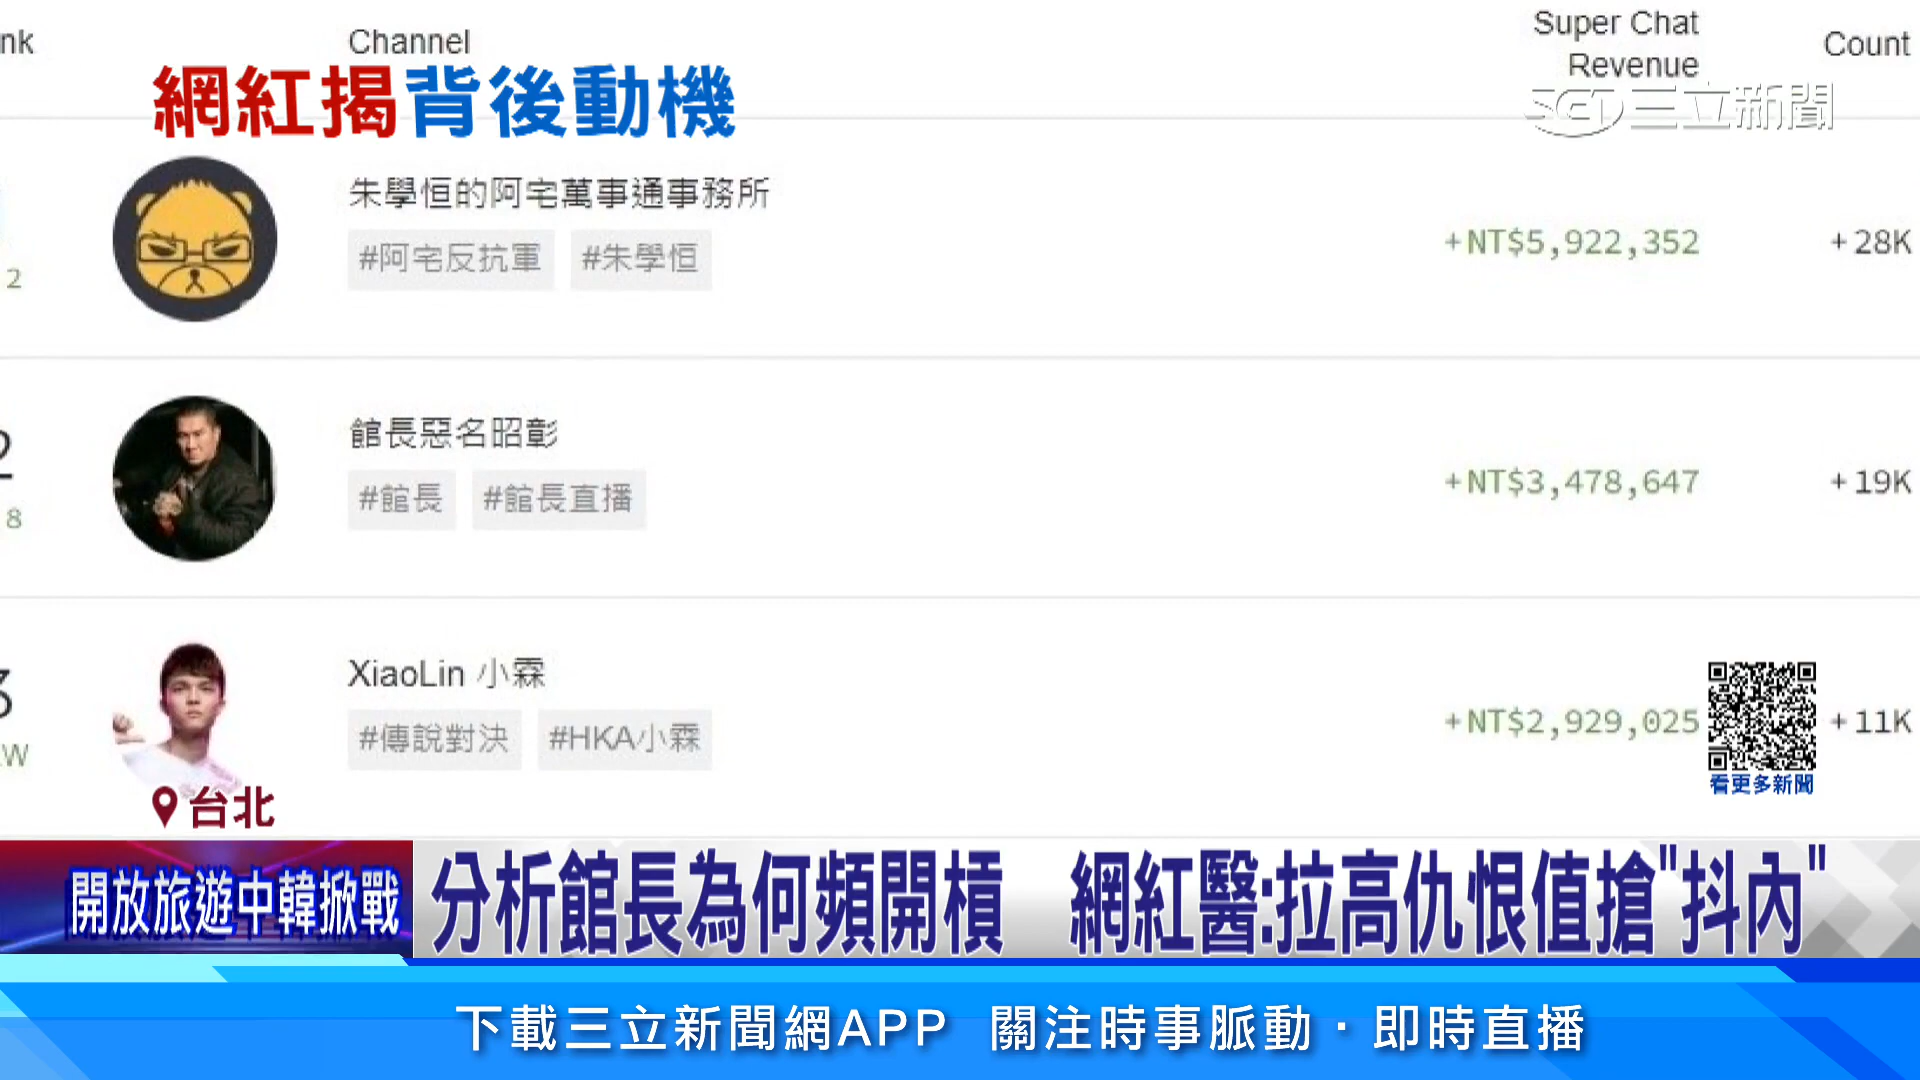 nk
Channel
Super Chat
Revenue
Count
網紅揭背後動機
SET三立新聞
朱學恒的阿宅萬事通事務所
#阿宅反抗軍 #朱學恒
+NT$5,922,352
+28K
2
2
館長惡名昭彰
#館長 #館長直播
+NT$3,478,647
+19K
8
3
XiaoLin 小霖
#傳說對決 #HKA小霖
+NT$2,929,025
+11K
W
看更多新聞
台北
開放旅遊中韓掀戰
分析館長為何頻開槓 網紅醫:拉高仇恨值搶"抖內"
下載三立新聞網APP 關注時事脈動·即時直播